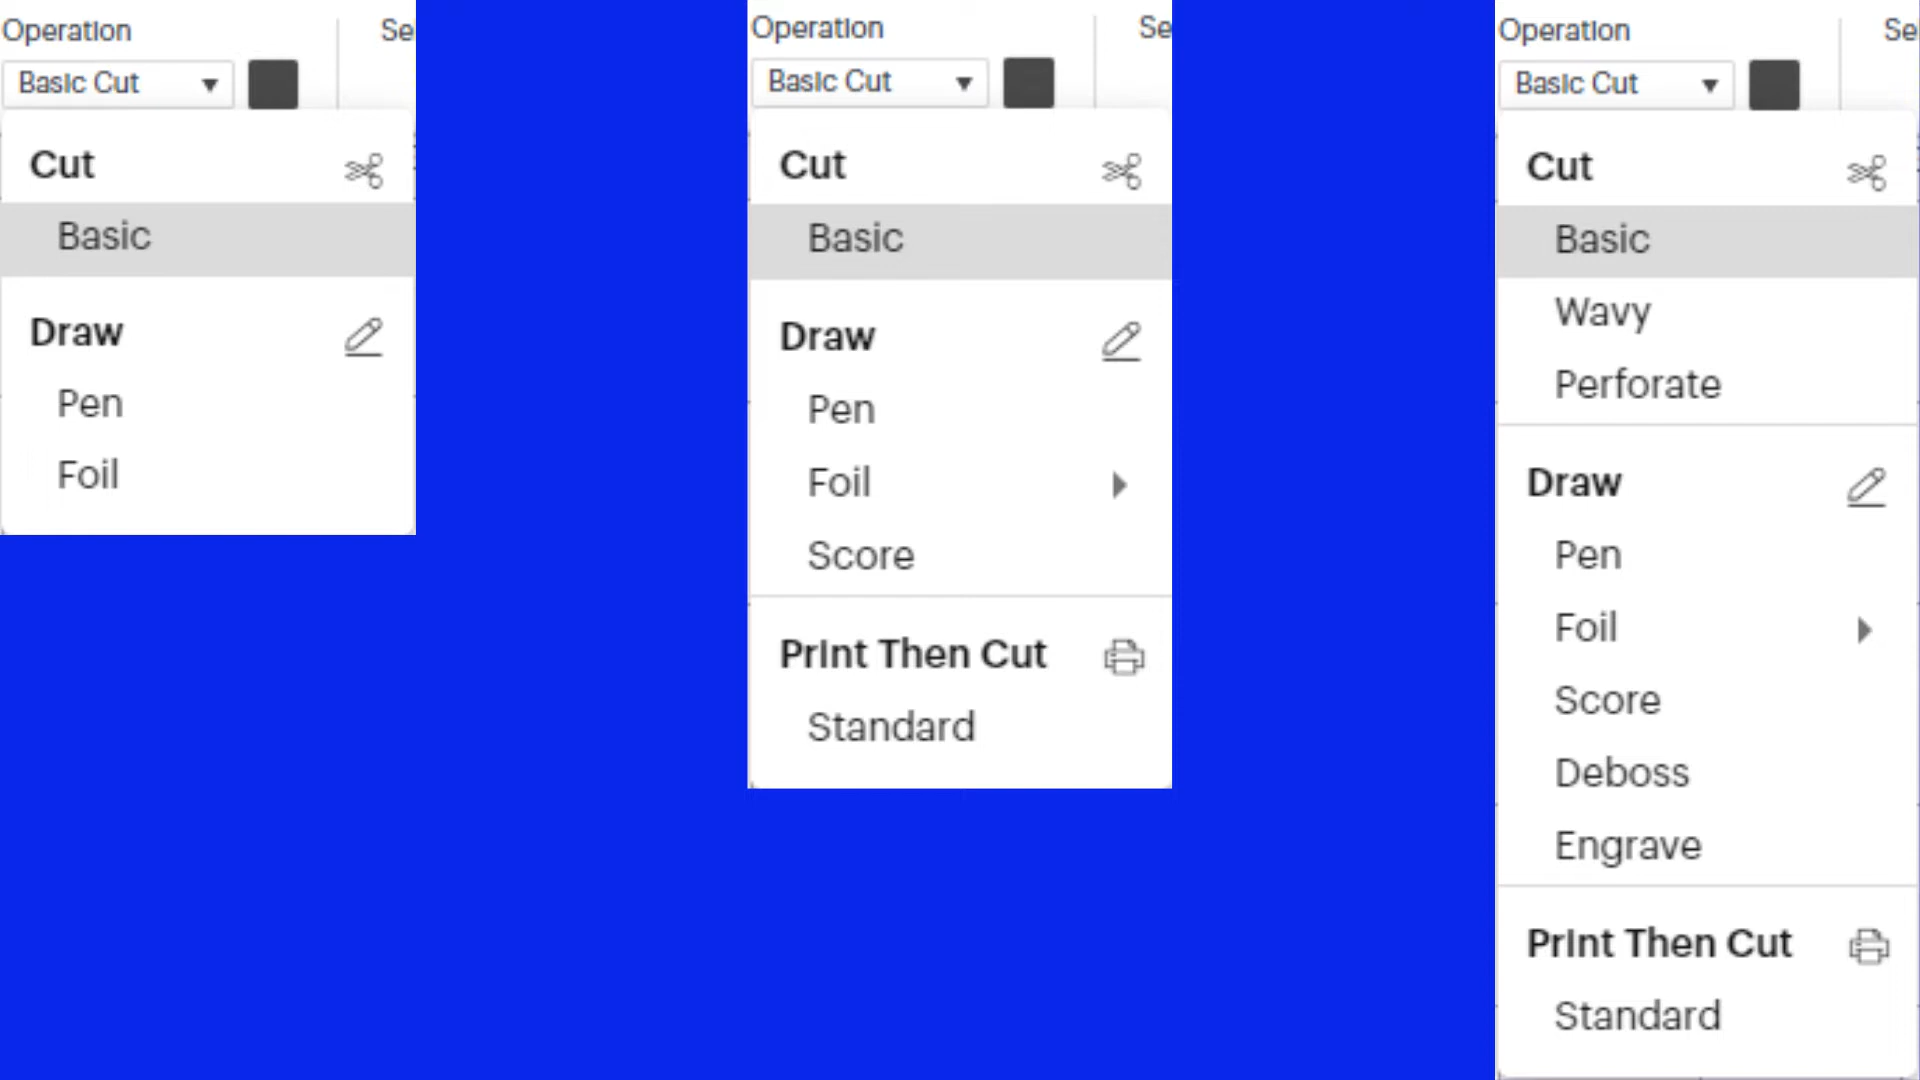 Operation
Se
Basic Cut
Cut
Basic
Draw
Pen
Foil
Operation
Se
Basic Cut
Cut
Basic
Draw
Pen
Foil
Score
Print Then Cut
Standard
Operation
Se
Basic Cut
Cut
Basic
Wavy
Perforate
Draw
Pen
Foil
Score
Deboss
Engrave
Print Then Cut
Standard